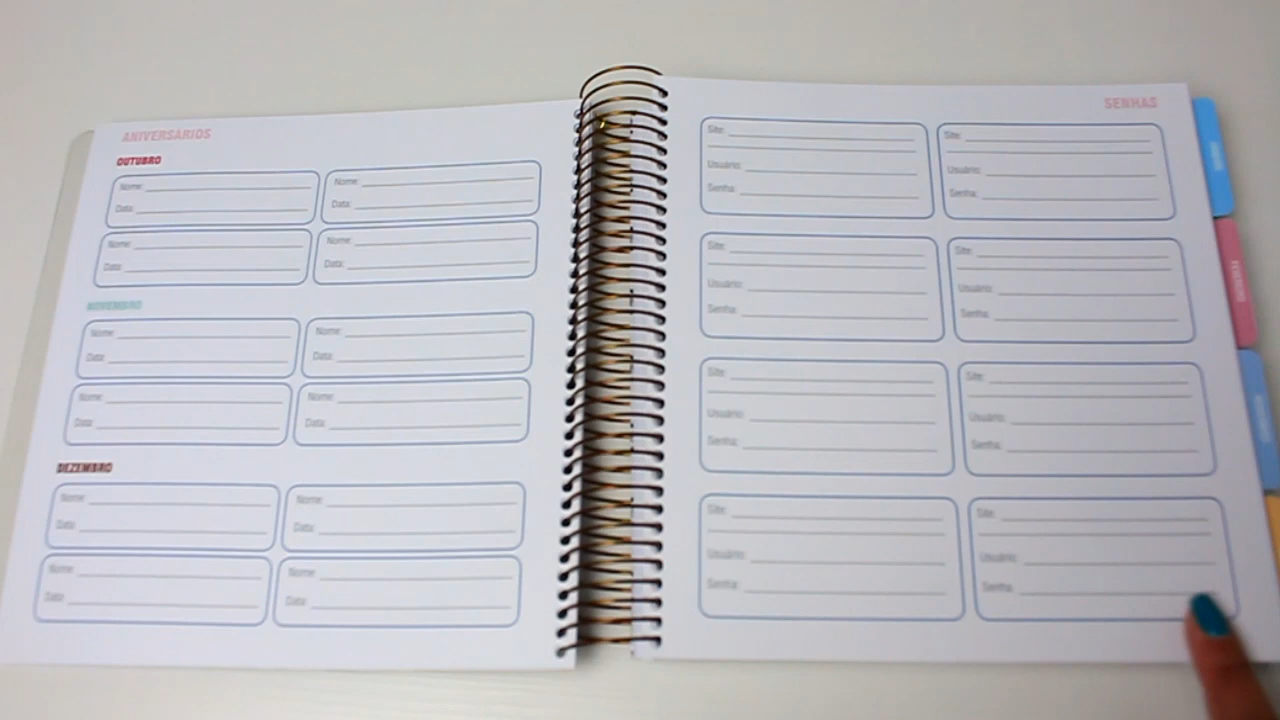 ANIVERSÁRIOS
OUTUBRO
Nome: Nome:
Data: Data:
Nome: Nome:
Data: Data:
NOVEMBRO
Nome: Nome:
Data: Data:
Nome: Nome:
Data: Data:
DEZEMBRO
Nome: Nome:
Data: Data:
Nome: Nome:
Data: Data:
SENHAS
Site: Site:
Usuário: Usuário:
Senha: Senha:
Site: Site:
Usuário: Usuário:
Senha: Senha:
Site: Site:
Usuário: Usuário:
Senha: Senha:
Site: Site:
Usuário: Usuário:
Senha: Senha: